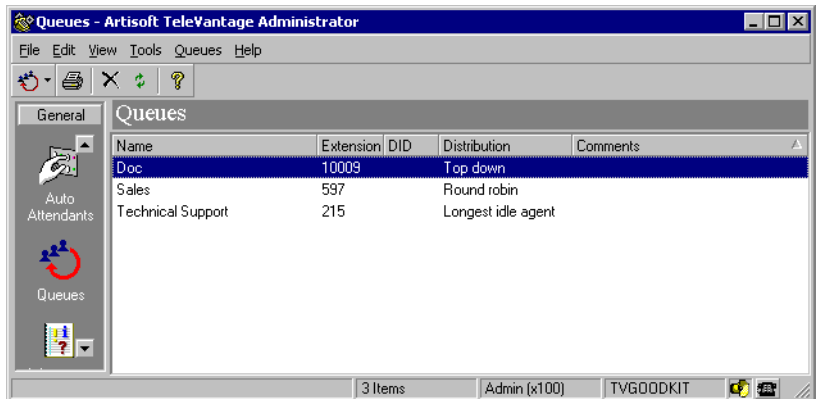 Queues - Artisoft TeleVantage Administrator
File Edit View Tools Queues Help
General
Queues
Name Extension DID Distribution Comments
Doc 10009 Top down
Sales 597 Round robin
Technical Support 215 Longest idle agent
Auto
Attendants
Queues
3 Items Admin (x100) TVGOODKIT